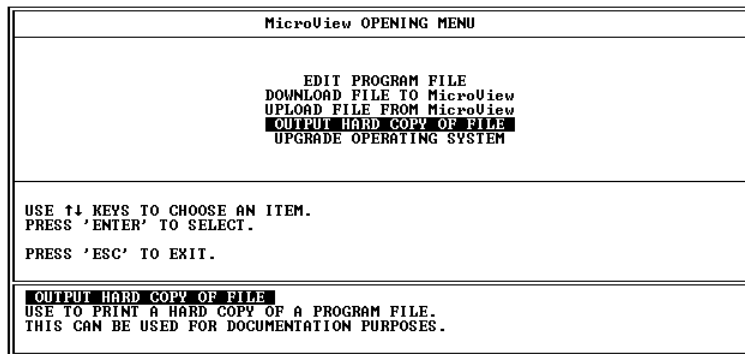 MicroView OPENING MENU
EDIT PROGRAM FILE
DOWNLOAD FILE TO MicroView
UPLOAD FILE FROM MicroView
OUTPUT HARD COPY OF FILE
UPGRADE OPERATING SYSTEM
USE ↑↓ KEYS TO CHOOSE AN ITEM.
PRESS 'ENTER' TO SELECT.
PRESS 'ESC' TO EXIT.
OUTPUT HARD COPY OF FILE
USE TO PRINT A HARD COPY OF A PROGRAM FILE.
THIS CAN BE USED FOR DOCUMENTATION PURPOSES.